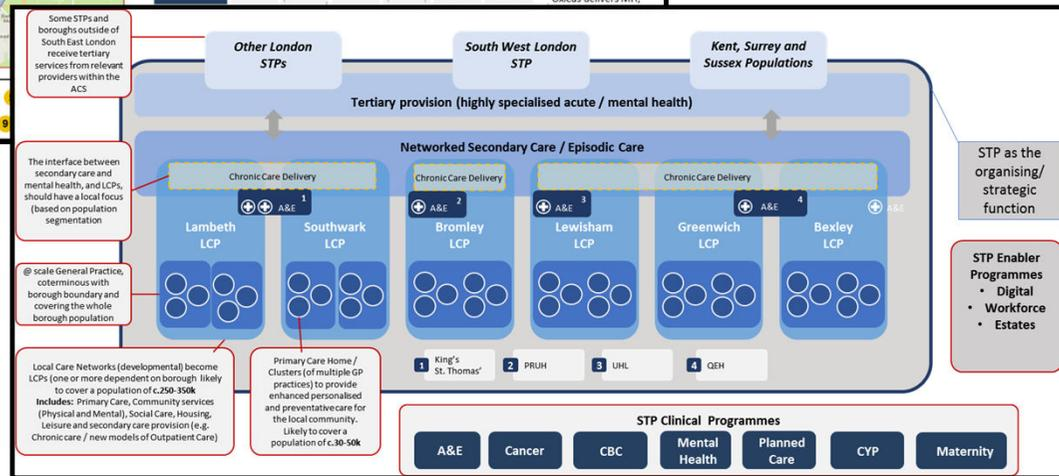 Oxleas delivers MH,
9
Some STPs and
boroughs outside of
South East London
receive tertiary
services from relevant
providers within the
ACS
Other London
STPs
South West London
STP
Kent, Surrey and
Sussex Populations
Tertiary provision (highly specialised acute / mental health)
Networked Secondary Care / Episodic Care
The interface between
secondary care and
mental health, and LCPs,
should have a local focus
(based on population
segmentation
Chronic Care Delivery
Chronic Care Delivery
Chronic Care Delivery
A&E 1
A&E 2
A&E 3
A&E 4
A&E
Lambeth
LCP
Southwark
LCP
Bromley
LCP
Lewisham
LCP
Greenwich
LCP
Bexley
LCP
STP as the
organising/
strategic
function
@ scale General Practice,
coterminous with
borough boundary and
covering the whole
borough population
STP Enabler
Programmes
• Digital
• Workforce
• Estates
Local Care Networks (developmental) become
LCPs (one or more dependent on borough likely
to cover a population of c.250-350k
Includes: Primary Care, Community services
(Physical and Mental), Social Care, Housing,
Leisure and secondary care provision (e.g.
Chronic care / new models of Outpatient Care)
Primary Care Home /
Clusters (of multiple GP
practices) to provide
enhanced personalised
and preventative care for
the local community.
Likely to cover a
population of c.30-50k
1 King's
St. Thomas'
2 PRUH
3 UHL
4 QEH
STP Clinical Programmes
A&E
Cancer
CBC
Mental
Health
Planned
Care
CYP
Maternity